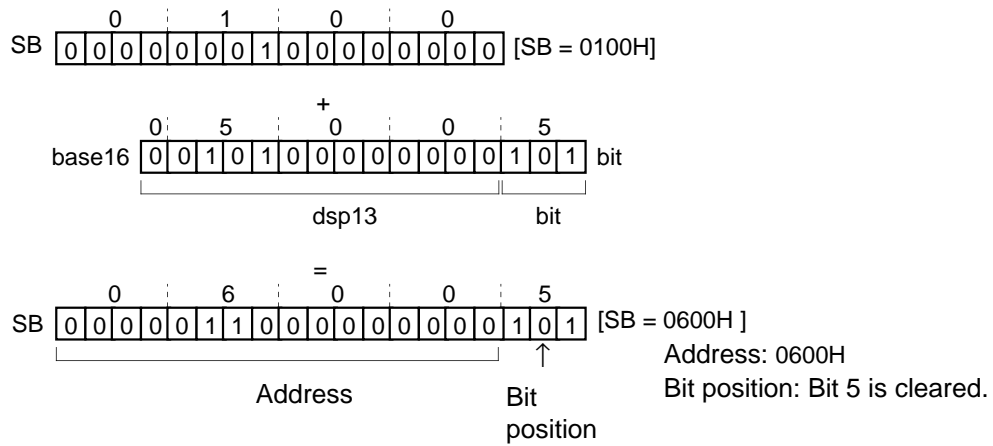 0 1 0 0
SB 0 0 0 0 0 0 0 1 0 0 0 0 0 0 0 0 [SB = 0100H]
+
0 5 0 0 5
base16 0 0 1 0 1 0 0 0 0 0 0 0 0 1 0 1 bit
dsp13 bit
=
0 6 0 0 5
SB 0 0 0 0 0 1 1 0 0 0 0 0 0 0 0 0 1 0 1 [SB = 0600H ]
Address: 0600H
Address Bit Bit position: Bit 5 is cleared.
position